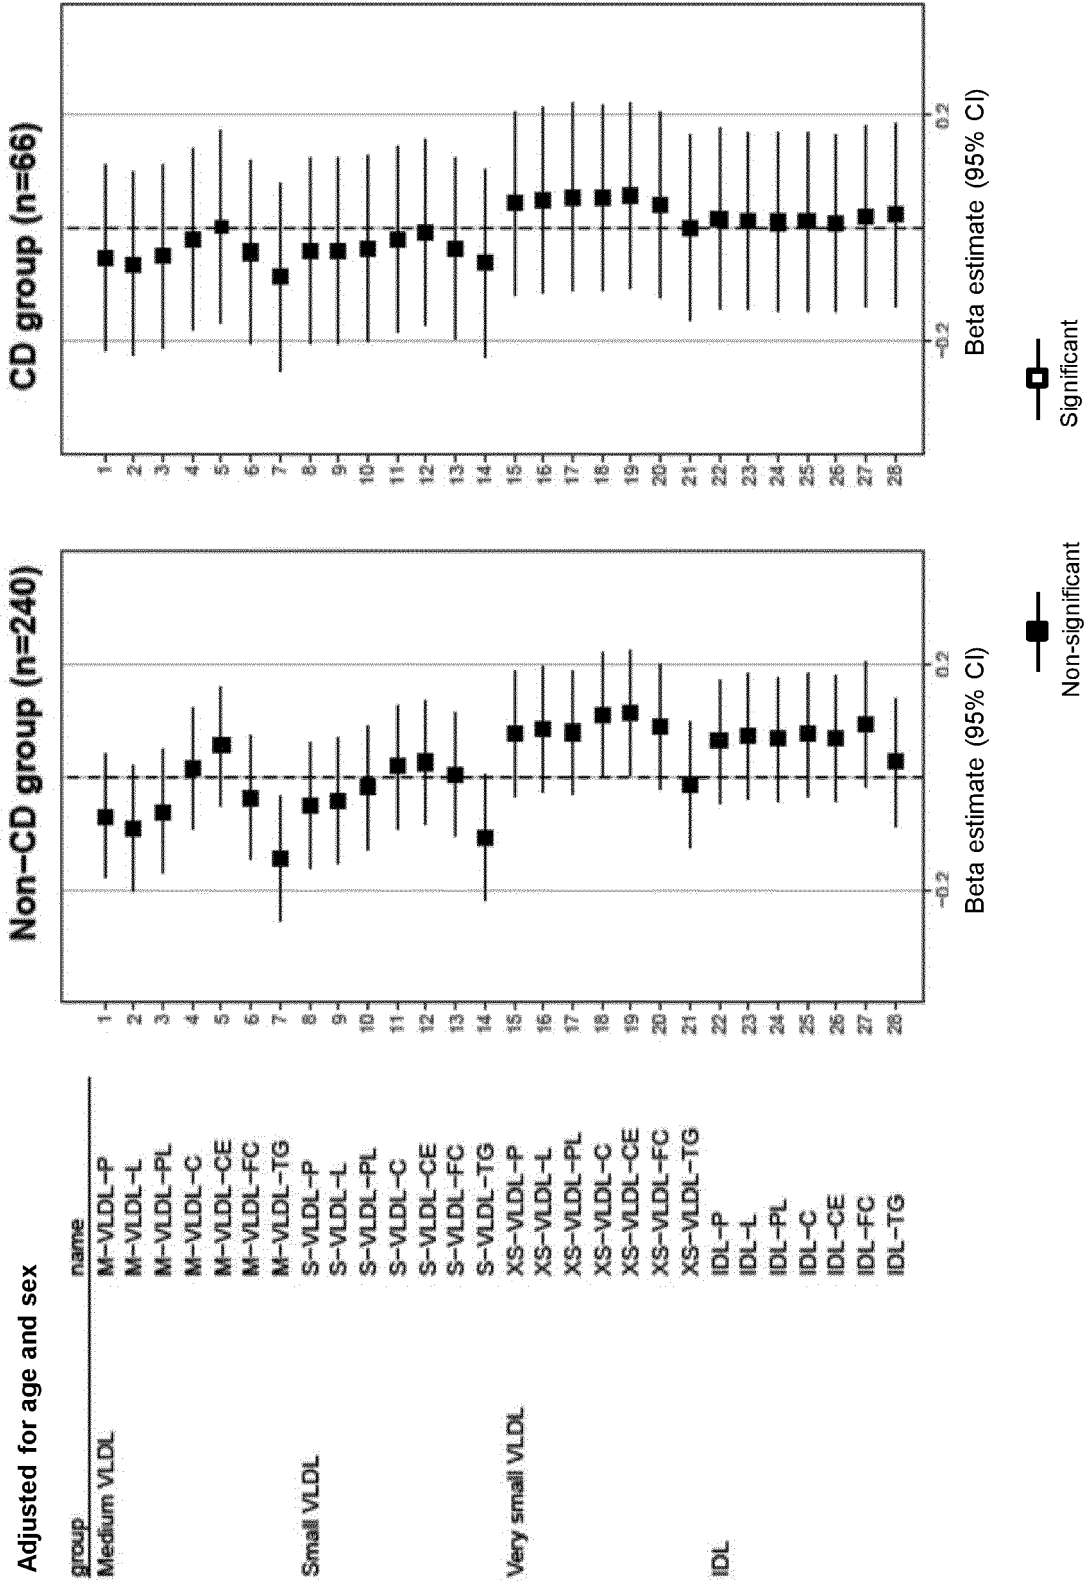 Adjusted for age and sex
Non-CD group (n=240)
CD group (n=66)
group name
Medium VLDL M-VLDL-P 1 1
M-VLDL-L 2 2
M-VLDL-PL 3 3
M-VLDL-C 4 4
M-VLDL-CE 5 5
M-VLDL-FC 6 6
M-VLDL-TG 7 7
Small VLDL S-VLDL-P 8 8
S-VLDL-L 9 9
S-VLDL-PL 10 10
S-VLDL-C 11 11
S-VLDL-CE 12 12
S-VLDL-FC 13 13
S-VLDL-TG 14 14
Very small VLDL XS-VLDL-P 15 15
XS-VLDL-L 16 16
XS-VLDL-PL 17 17
XS-VLDL-C 18 18
XS-VLDL-CE 19 19
XS-VLDL-FC 20 20
XS-VLDL-TG 21 21
IDL IDL-P 22 22
IDL-L 23 23
IDL-PL 24 24
IDL-C 25 25
IDL-CE 26 26
IDL-FC 27 27
IDL-TG 28 28
-0.2 0.2 -0.2 0.2
Beta estimate (95% CI) Beta estimate (95% CI)
Non-significant Significant